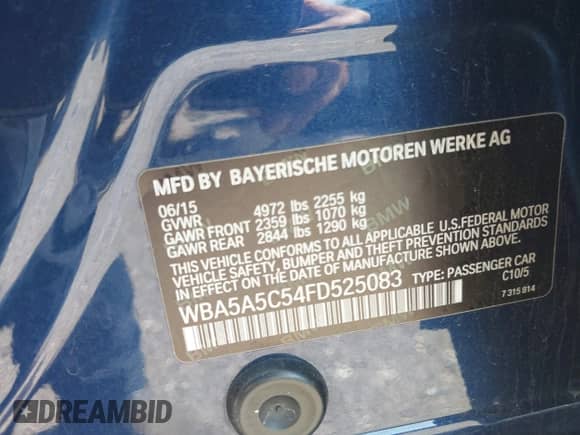 MFD BY BAYERISCHE MOTOREN WERKE AG
06/15
GVWR 4972 lbs 2255 kg
GAWR FRONT 2359 lbs 1070 kg
GAWR REAR 2844 lbs 1290 kg
THIS VEHICLE CONFORMS TO ALL APPLICABLE U.S.FEDERAL MOTOR
VEHICLE SAFETY, BUMPER AND THEFT PREVENTION STANDARDS
IN EFFECT ON THE DATE OF MANUFACTURE SHOWN ABOVE.
WBA5A5C54FD525083 TYPE: PASSENGER CAR
C10/5
7 315 814
DREAMBID